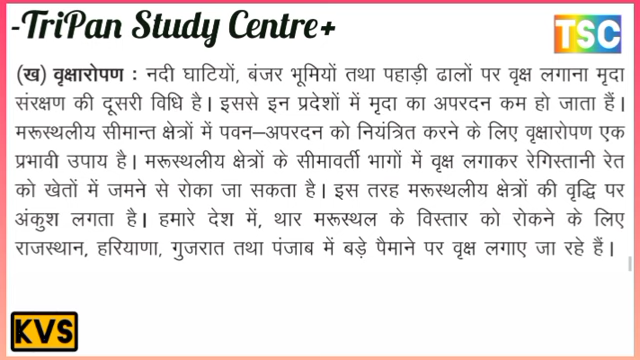 -TriPan Study Centre+
TSC
(ख) वृक्षारोपण : नदी घाटियों, बंजर भूमियों तथा पहाड़ी ढालों पर वृक्ष लगाना मृदा
संरक्षण की दूसरी विधि है। इससे इन प्रदेशों में मृदा का अपरदन कम हो जाता हैं।
मरूस्थलीय सीमान्त क्षेत्रों में पवन–अपरदन को नियंत्रित करने के लिए वृक्षारोपण एक
प्रभावी उपाय है। मरूस्थलीय क्षेत्रों के सीमावर्ती भागों में वृक्ष लगाकर रेगिस्तानी रेत
को खेतों में जमने से रोका जा सकता है। इस तरह मरूस्थलीय क्षेत्रों की वृद्धि पर
अंकुश लगता है। हमारे देश में, थार मरूस्थल के विस्तार को रोकने के लिए
राजस्थान, हरियाणा, गुजरात तथा पंजाब में बड़े पैमाने पर वृक्ष लगाए जा रहे हैं।
KVS